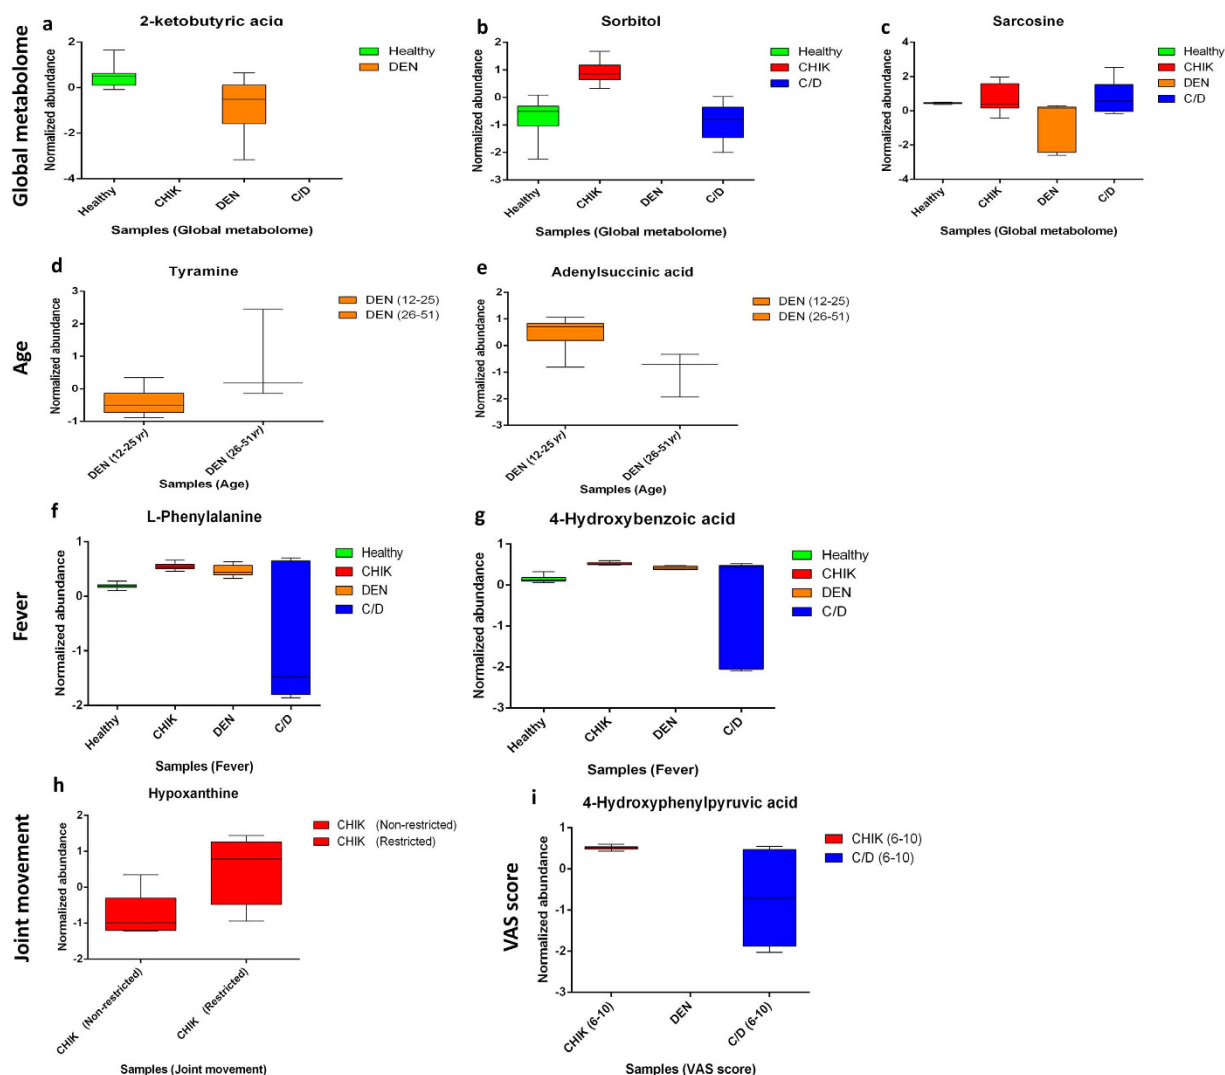 Global metabolome
a
2-ketobutyric acid
Normalized abundance
2
0
-2
-4
Healthy
CHIK
DEN
C/D
Samples (Global metabolome)
Healthy
DEN
b
Sorbitol
Normalized abundance
2
1
0
-1
-2
-3
Healthy
CHIK
DEN
C/D
Samples (Global metabolome)
Healthy
CHIK
C/D
c
Sarcosine
Normalized abundance
4
2
0
-2
-4
Healthy
CHIK
DEN
C/D
Samples (Global metabolome)
Healthy
CHIK
DEN
C/D
Age
d
Tyramine
Normalized abundance
3
2
1
0
-1
DEN (12-25 yr)
DEN (26-51yr)
Samples (Age)
DEN (12-25)
DEN (26-51)
e
Adenylsuccinic acid
Normalized abundance
2
1
0
-1
-2
-3
DEN (12-25 yr)
DEN (26-51yr)
Samples (Age)
DEN (12-25)
DEN (26-51)
Fever
f
L-Phenylalanine
Normalized abundance
1
0
-1
-2
Healthy
CHIK
DEN
C/D
Samples (Fever)
Healthy
CHIK
DEN
C/D
g
4-Hydroxybenzoic acid
Normalized abundance
1
0
-1
-2
-3
Healthy
CHIK
DEN
C/D
Samples (Fever)
Healthy
CHIK
DEN
C/D
Joint movement
h
Hypoxanthine
Normalized abundance
2
1
0
-1
-2
CHIK (Non-restricted)
CHIK (Restricted)
Samples (Joint movement)
CHIK (Non-restricted)
CHIK (Restricted)
VAS score
i
4-Hydroxyphenylpyruvic acid
Normalized abundance
1
0
-1
-2
-3
CHIK (6-10)
DEN
C/D (6-10)
Samples (VAS score)
CHIK (6-10)
C/D (6-10)